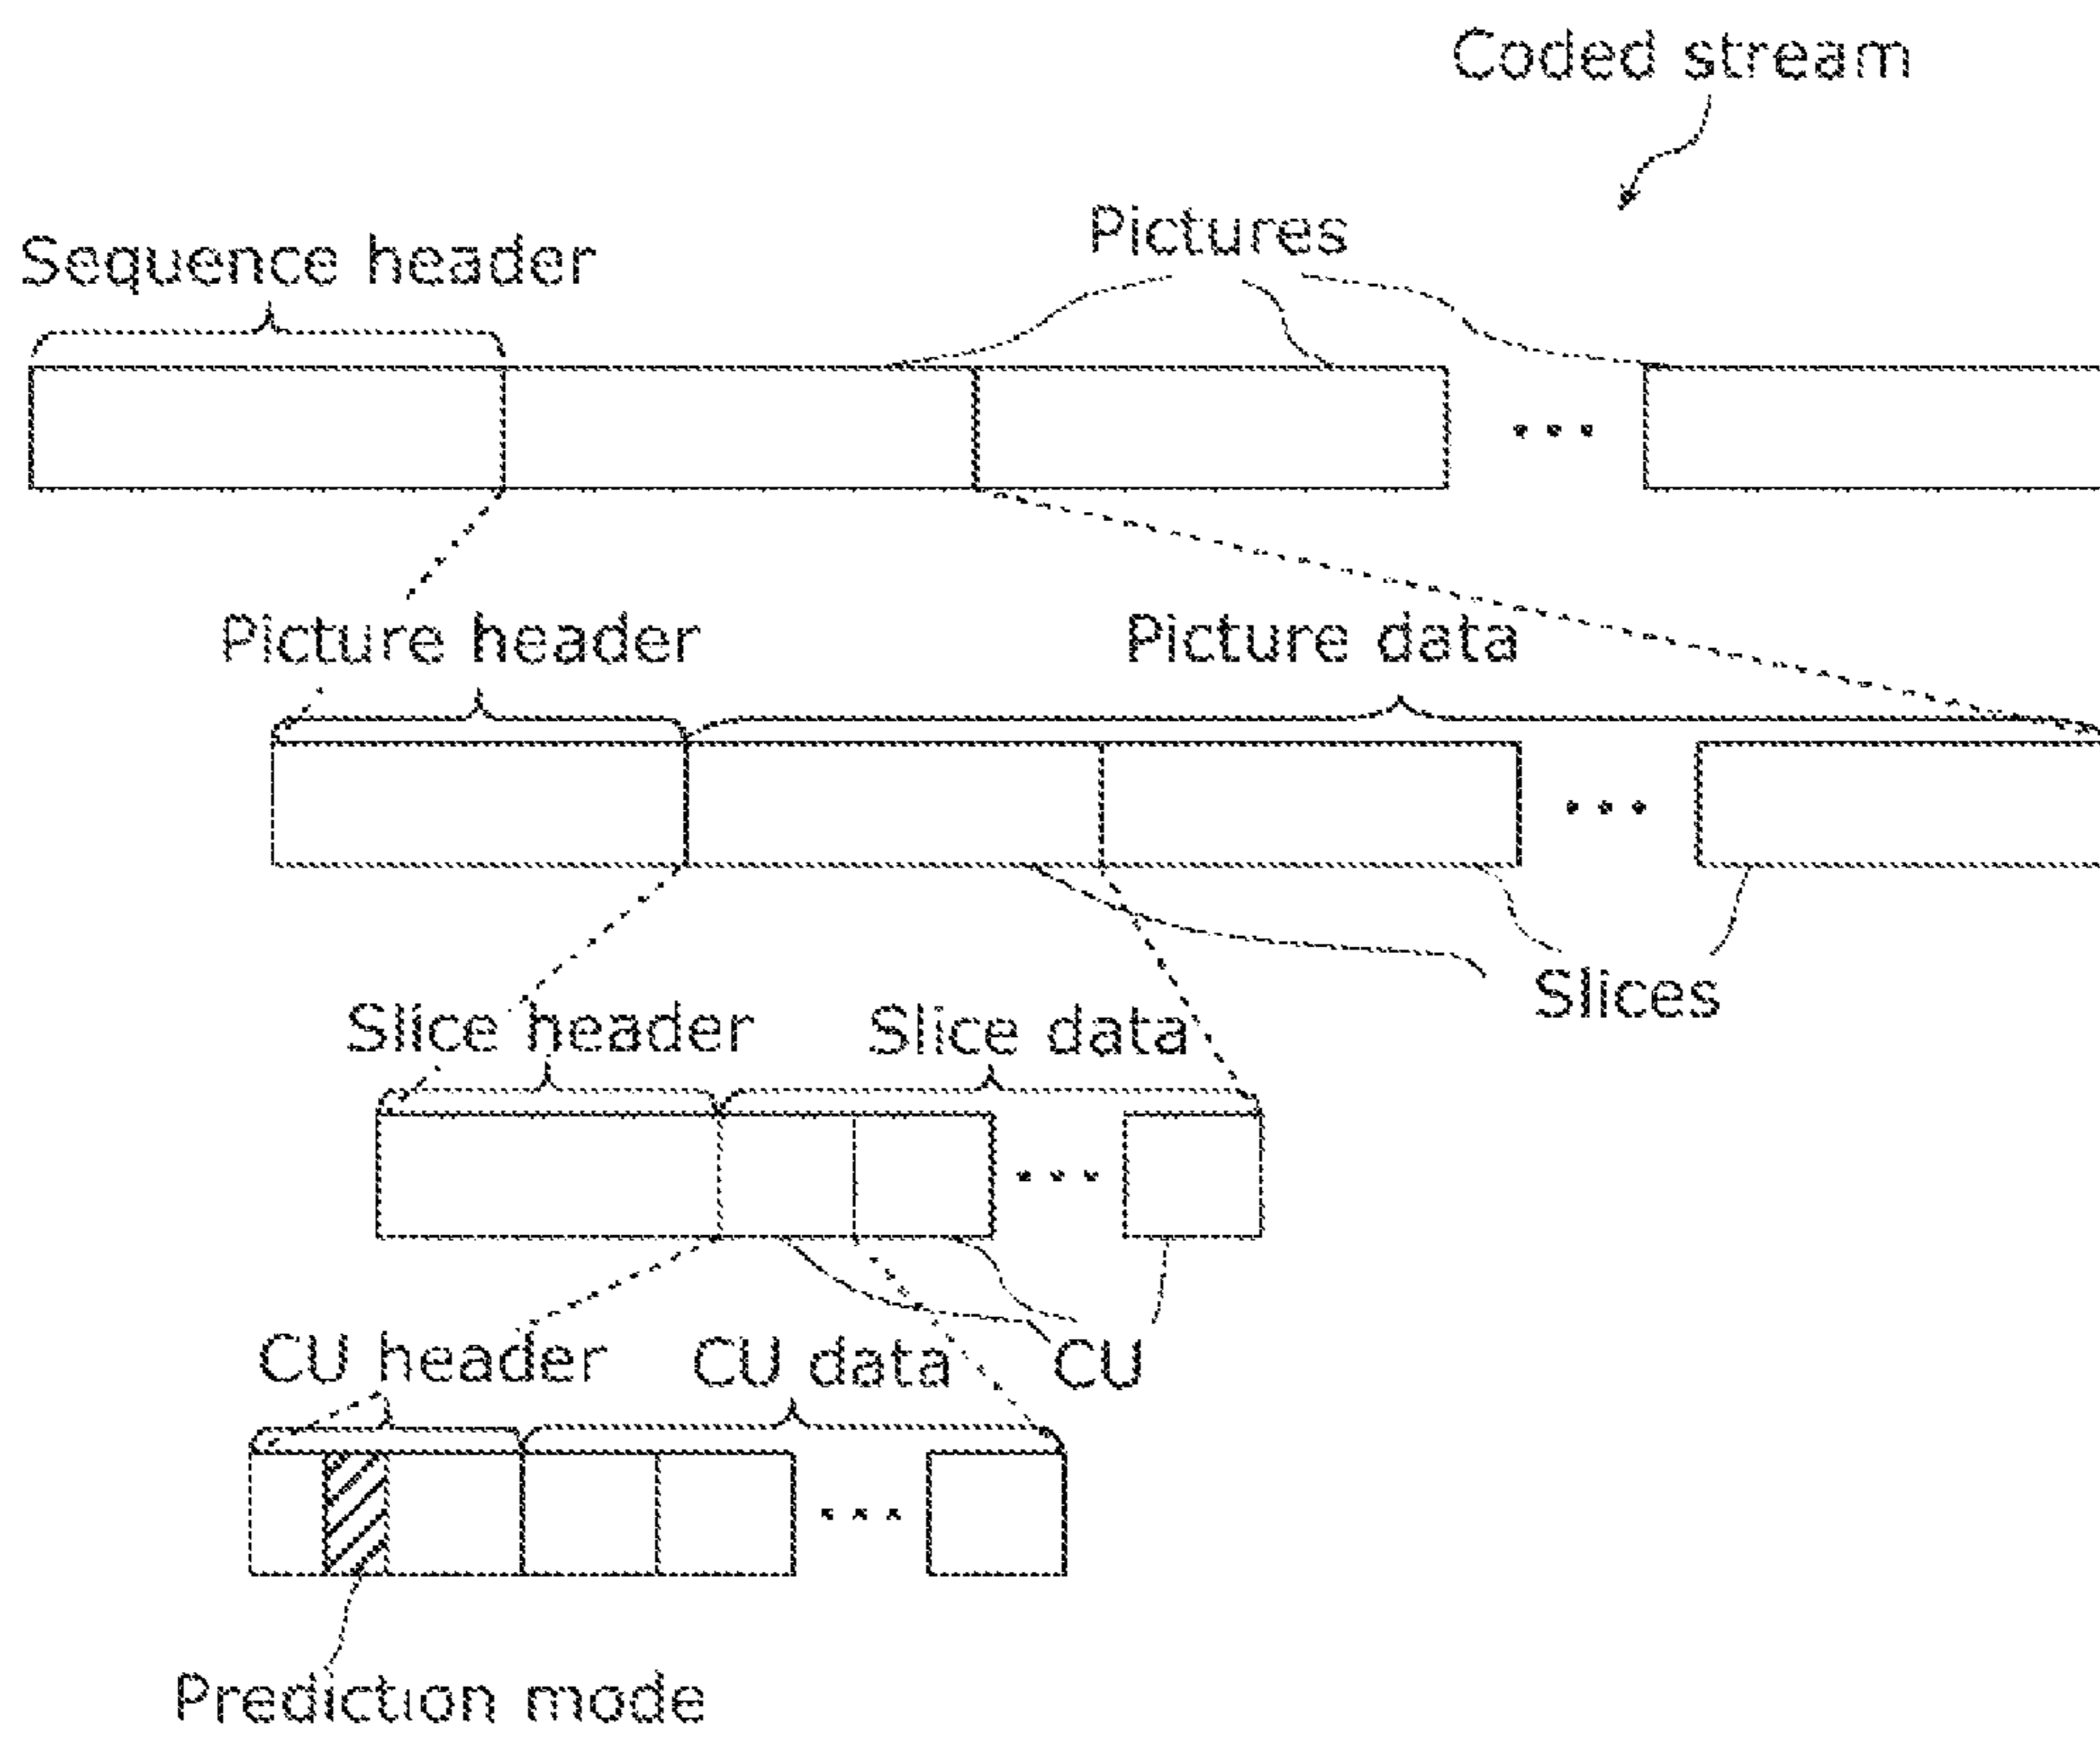 Coded stream
Pictures
Sequence header
...
Picture header
Picture data
...
Slices
Slice header
Slice data
...
CU header
CU data
CU
...
Prediction mode